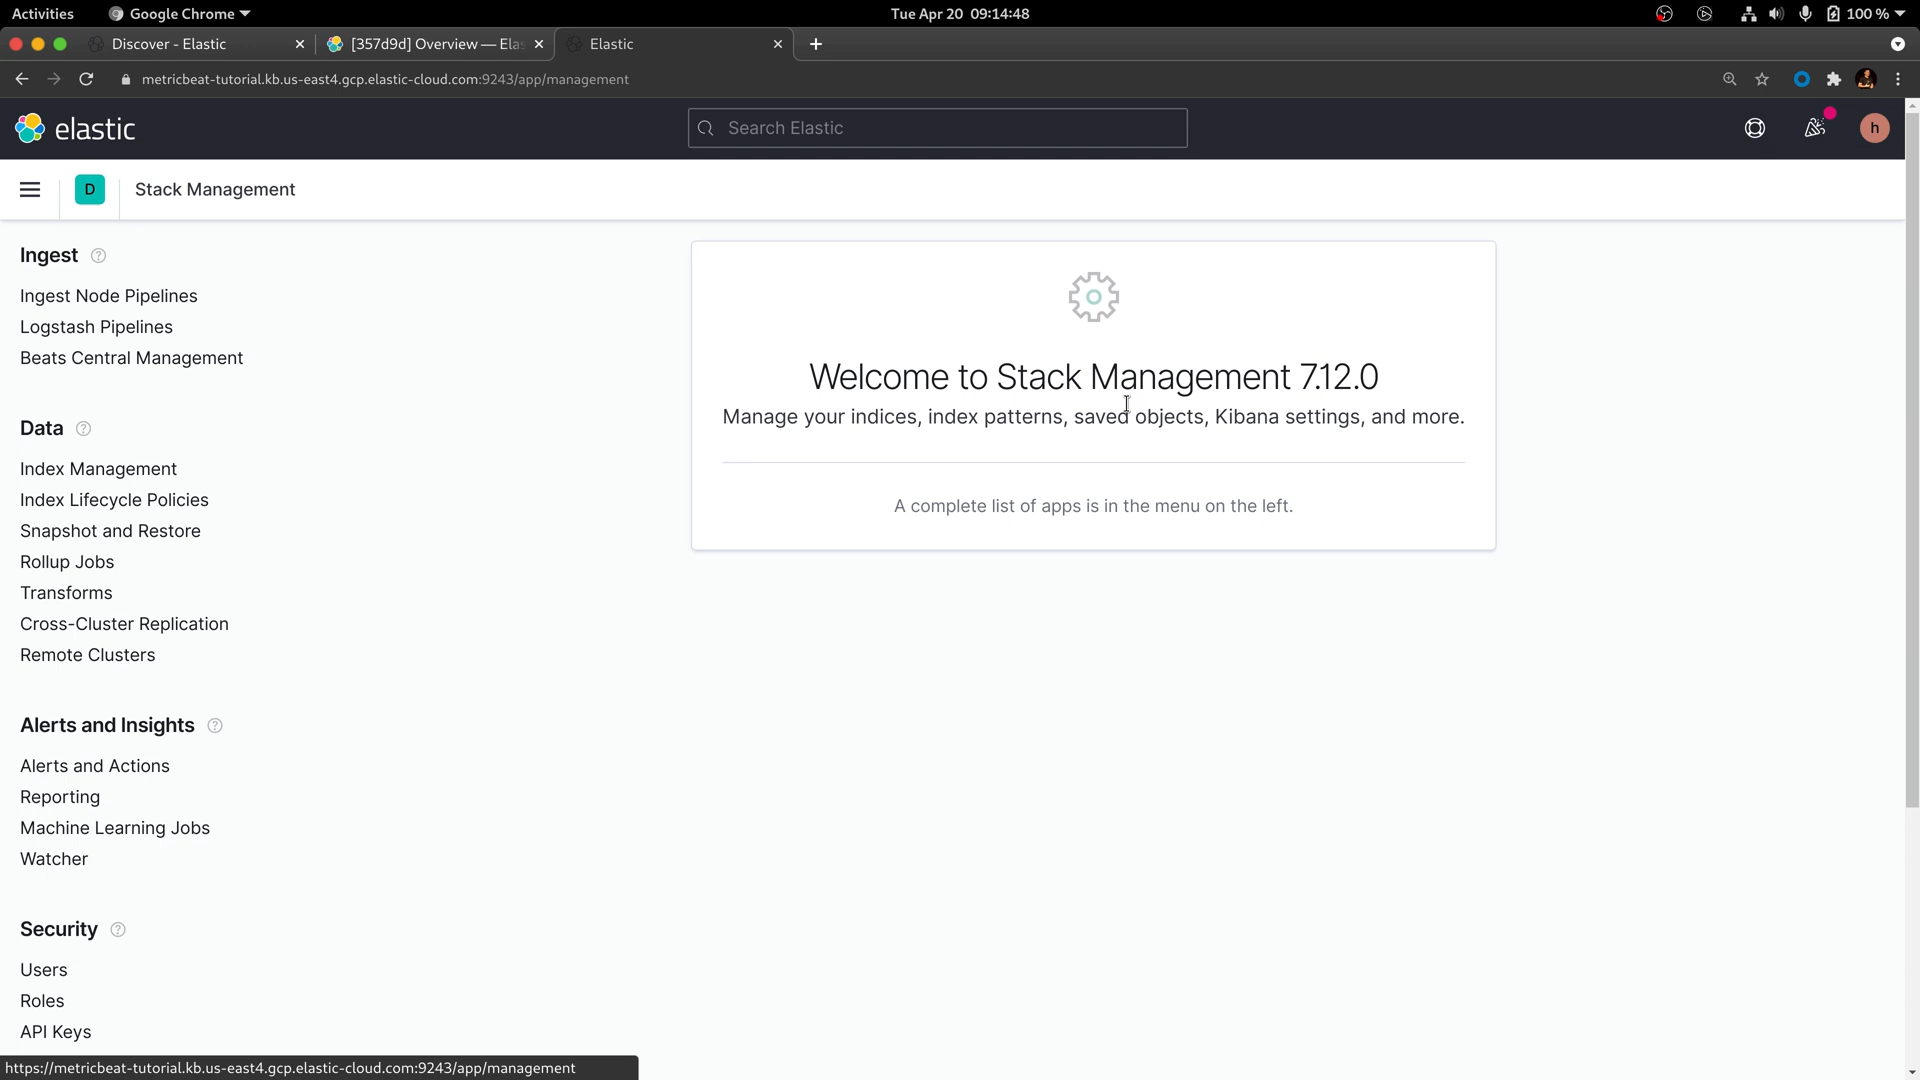 Activities
Google Chrome
Tue Apr 20 09:14:48
100 %
Discover - Elastic
[357d9d] Overview — Elas
Elastic
metricbeat-tutorial.kb.us-east4.gcp.elastic-cloud.com:9243/app/management
elastic
Search Elastic
h
D
Stack Management
Ingest
Ingest Node Pipelines
Logstash Pipelines
Beats Central Management
Data
Index Management
Index Lifecycle Policies
Snapshot and Restore
Rollup Jobs
Transforms
Cross-Cluster Replication
Remote Clusters
Alerts and Insights
Alerts and Actions
Reporting
Machine Learning Jobs
Watcher
Security
Users
Roles
API Keys
Welcome to Stack Management 7.12.0
Manage your indices, index patterns, saved objects, Kibana settings, and more.
A complete list of apps is in the menu on the left.
https://metricbeat-tutorial.kb.us-east4.gcp.elastic-cloud.com:9243/app/management